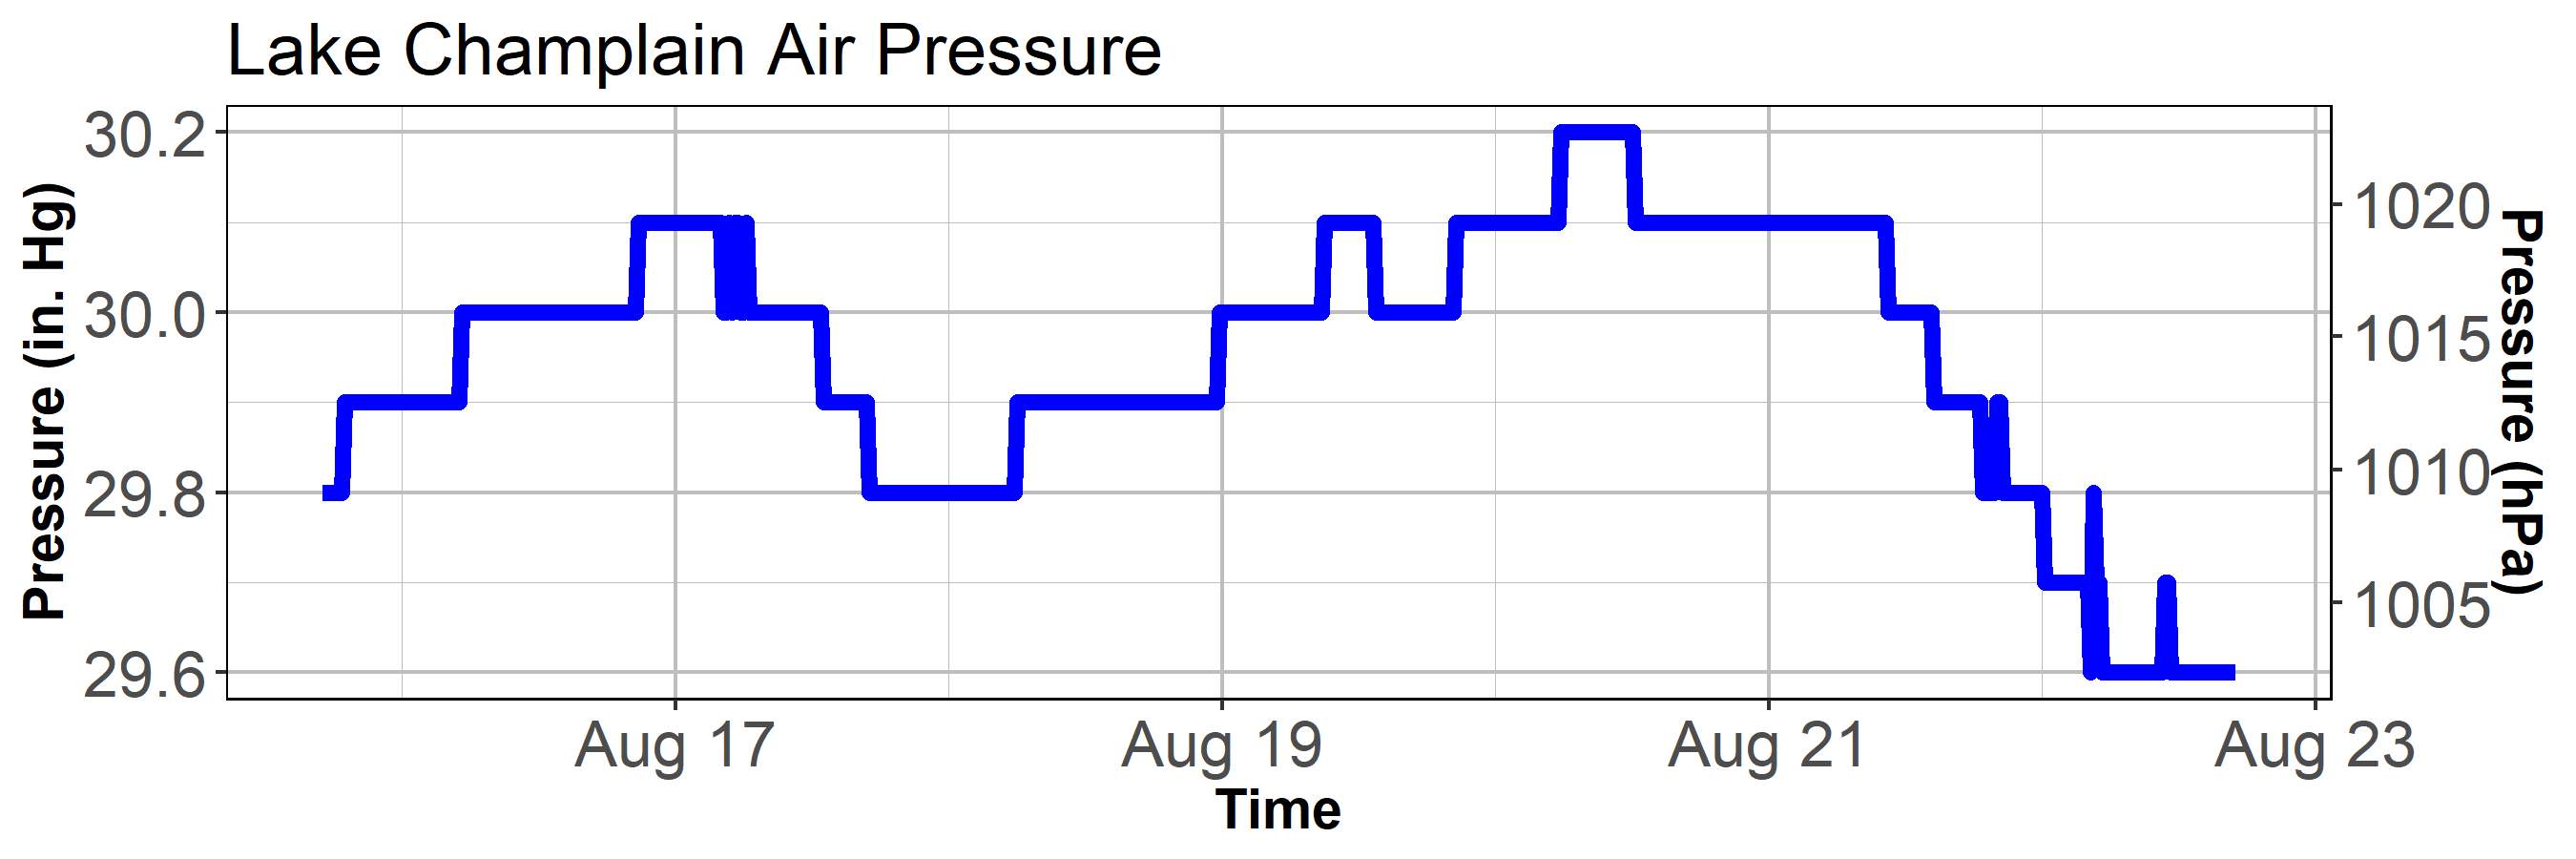 Lake Champlain Air Pressure
Pressure (in. Hg)
30.2
30.0
29.8
29.6
1020
1015
1010
1005
Pressure (hPa)
Aug 17
Aug 19
Aug 21
Aug 23
Time